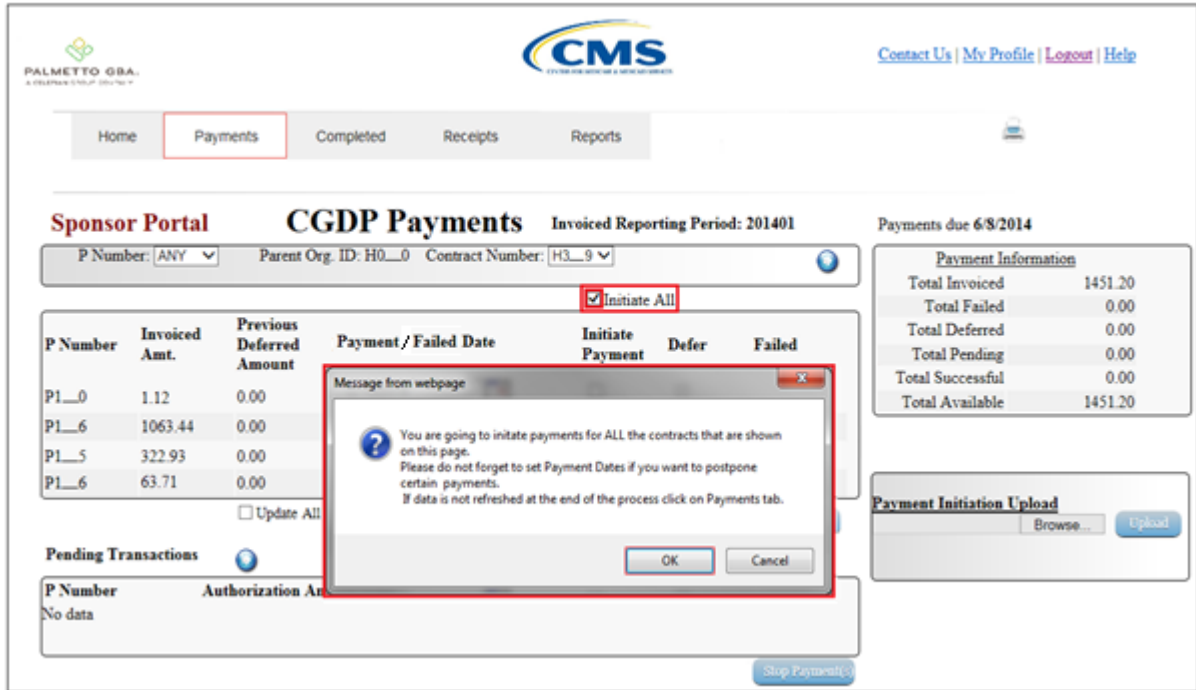 PALMETTO GBA.
CMS
CENTER FOR MEDICARE & MEDICAID SERVICES
Contact Us | My Profile | Logout | Help
Home Payments Completed Receipts Reports
Sponsor Portal CGDP Payments Invoiced Reporting Period: 201401 Payments due 6/8/2014
P Number: ANY Parent Org. ID: H0__0 Contract Number: H3__9
Initiate All
P Number Invoiced Amt. Previous Deferred Amount Payment / Failed Date Initiate Payment Defer Failed
P1__0 1.12 0.00
P1__6 1063.44 0.00
P1__5 322.93 0.00
P1__6 63.71 0.00
Update All
Message from webpage
You are going to initate payments for ALL the contracts that are shown
on this page.
Please do not forget to set Payment Dates if you want to postpone
certain payments.
If data is not refreshed at the end of the process click on Payments tab.
OK Cancel
Payment Information
Total Invoiced 1451.20
Total Failed 0.00
Total Deferred 0.00
Total Pending 0.00
Total Successful 0.00
Total Available 1451.20
Payment Initiation Upload
Browse... Upload
Pending Transactions
P Number Authorization Am
No data
Stop Payment(s)